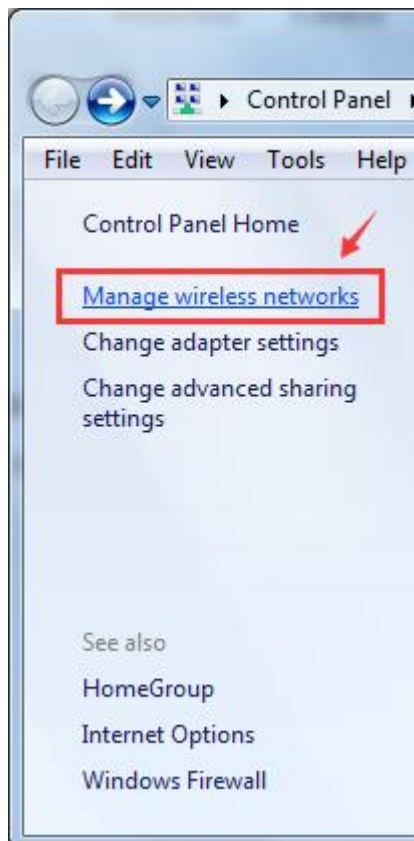 Control Panel
File Edit View Tools Help
Control Panel Home
Manage wireless networks
Change adapter settings
Change advanced sharing
settings
See also
HomeGroup
Internet Options
Windows Firewall